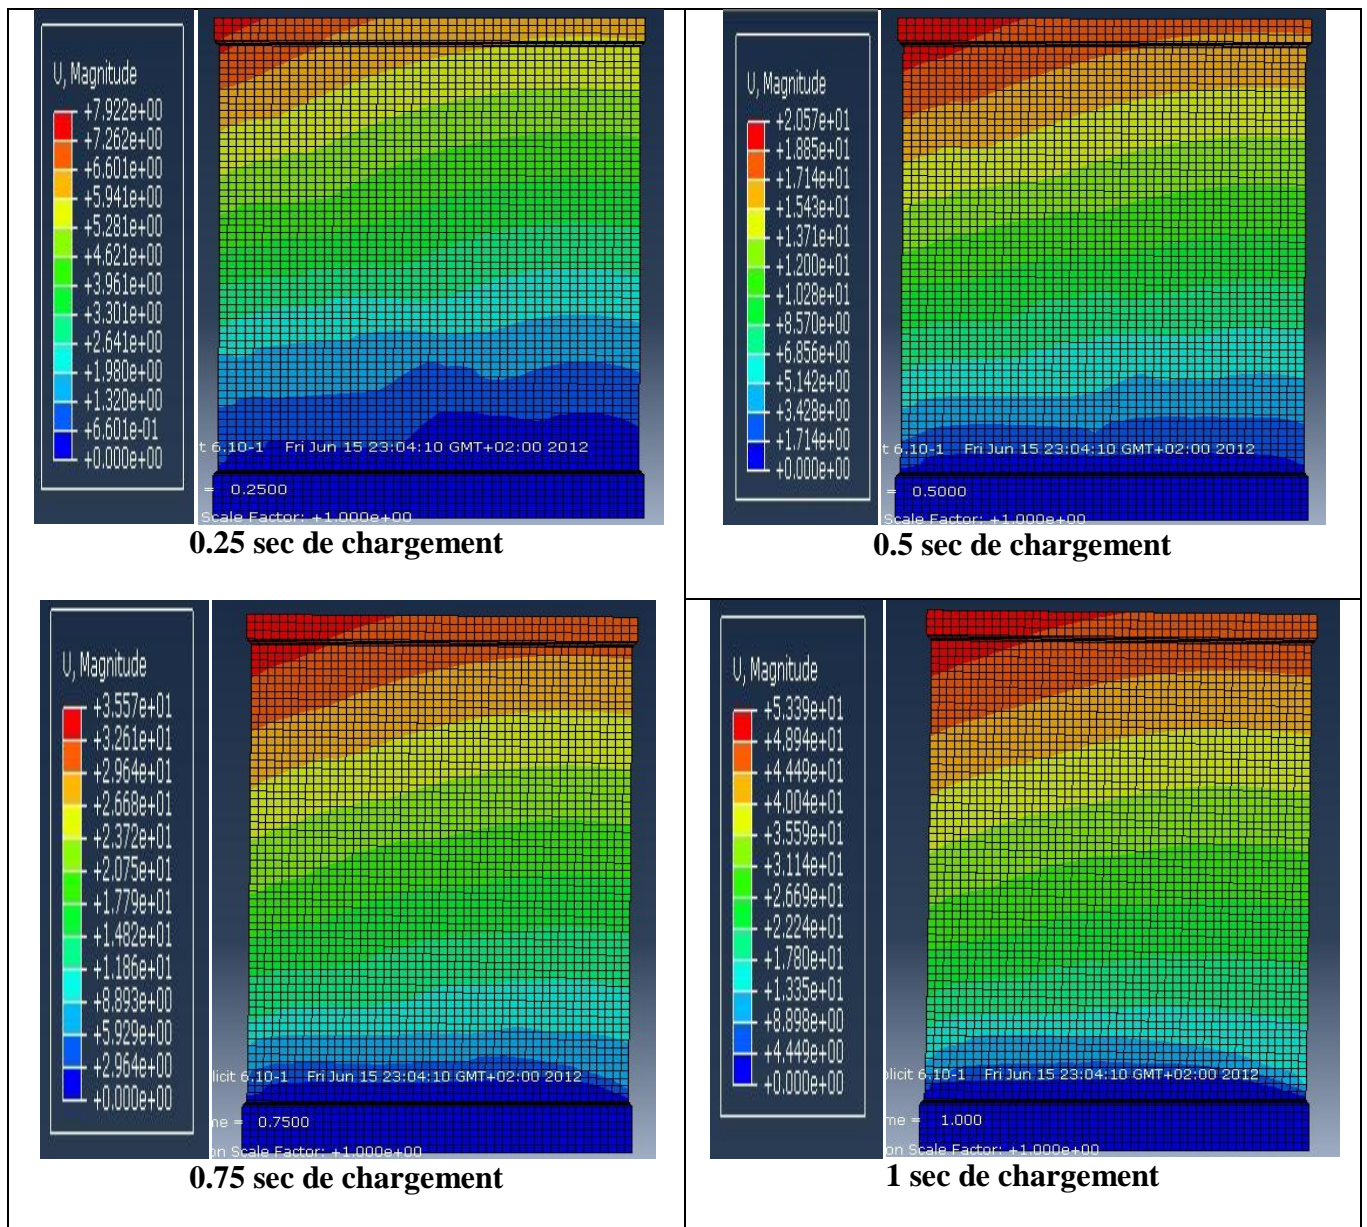 U, Magnitude
+7.922e+00
+7.262e+00
+6.601e+00
+5.941e+00
+5.281e+00
+4.621e+00
+3.961e+00
+3.301e+00
+2.641e+00
+1.980e+00
+1.320e+00
+6.601e-01
+0.000e+00
t 6.10-1 Fri Jun 15 23:04:10 GMT+02:00 2012
= 0.2500
Scale Factor: +1.000e+00
0.25 sec de chargement
U, Magnitude
+2.057e+01
+1.885e+01
+1.714e+01
+1.543e+01
+1.371e+01
+1.200e+01
+1.028e+01
+8.570e+00
+6.856e+00
+5.142e+00
+3.428e+00
+1.714e+00
+0.000e+00
t 6.10-1 Fri Jun 15 23:04:10 GMT+02:00 2012
= 0.5000
Scale Factor: +1.000e+00
0.5 sec de chargement
U, Magnitude
+3.557e+01
+3.261e+01
+2.964e+01
+2.668e+01
+2.372e+01
+2.075e+01
+1.779e+01
+1.482e+01
+1.186e+01
+8.893e+00
+5.929e+00
+2.964e+00
+0.000e+00
licit 6.10-1 Fri Jun 15 23:04:10 GMT+02:00 2012
me = 0.7500
on Scale Factor: +1.000e+00
0.75 sec de chargement
U, Magnitude
+5.339e+01
+4.894e+01
+4.449e+01
+4.004e+01
+3.559e+01
+3.114e+01
+2.669e+01
+2.224e+01
+1.780e+01
+1.335e+01
+8.898e+00
+4.449e+00
+0.000e+00
plicit 6.10-1 Fri Jun 15 23:04:10 GMT+02:00 2012
me = 1.000
on Scale Factor: +1.000e+00
1 sec de chargement